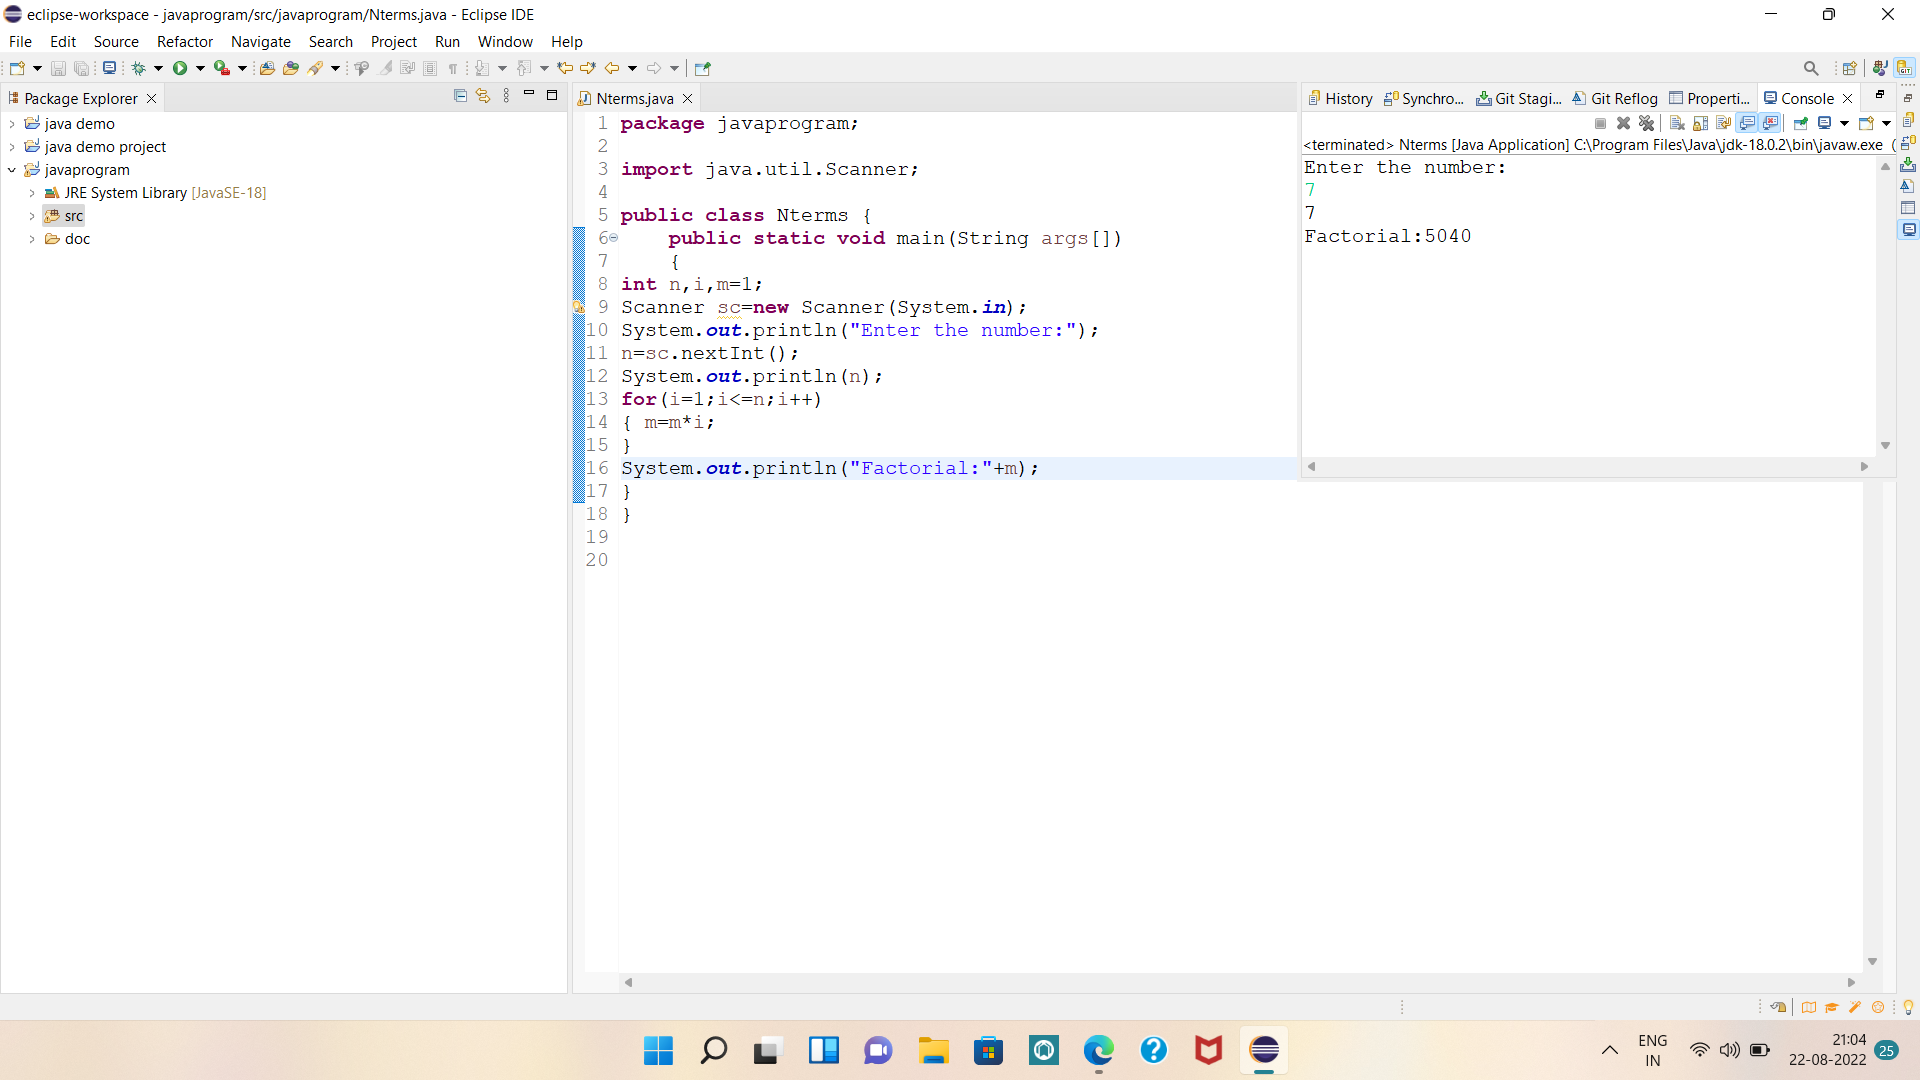 eclipse-workspace - javaprogram/src/javaprogram/Nterms.java - Eclipse IDE
File Edit Source Refactor Navigate Search Project Run Window Help
Package Explorer
java demo
java demo project
javaprogram
JRE System Library [JavaSE-18]
src
doc
Nterms.java
1 package javaprogram;
2
3 import java.util.Scanner;
4
5 public class Nterms {
6 public static void main(String args[])
7 {
8 int n,i,m=1;
9 Scanner sc=new Scanner(System.in);
10 System.out.println("Enter the number:");
11 n=sc.nextInt();
12 System.out.println(n);
13 for(i=1;i<=n;i++)
14 { m=m*i;
15 }
16 System.out.println("Factorial:"+m);
17 }
18 }
19
20
History Synchro... Git Stagi... Git Reflog Properti... Console
<terminated> Nterms [Java Application] C:\Program Files\Java\jdk-18.0.2\bin\javaw.exe (
Enter the number:
7
7
Factorial:5040
ENG
IN
21:04
22-08-2022
25